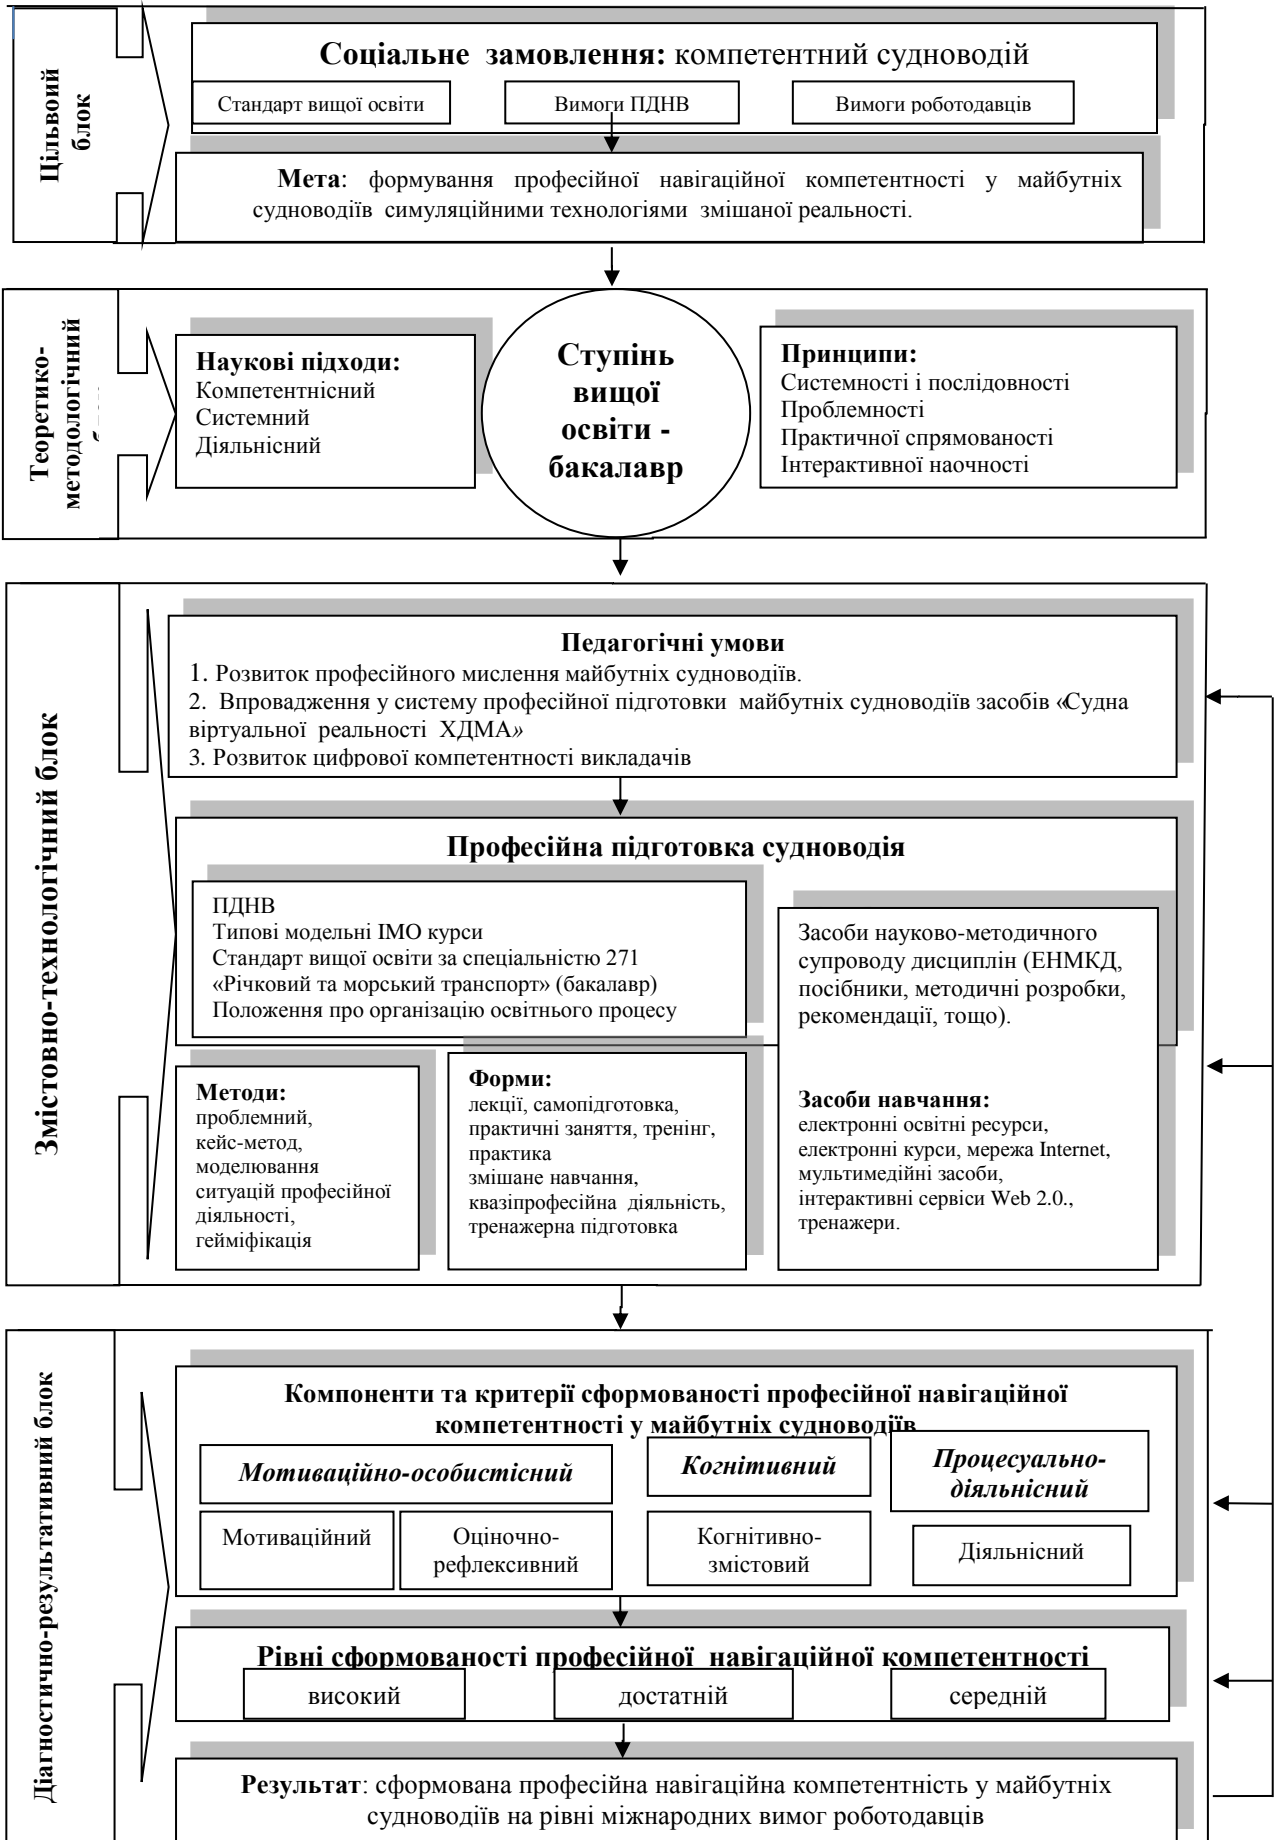 Цільвоий
блок
Соціальне замовлення: компетентний судноводій
Стандарт вищої освіти
Вимоги ПДНВ
Вимоги роботодавців
Мета: формування професійної навігаційної компетентності у майбутніх
судноводіїв симуляційними технологіями змішаної реальності.
Теоретико-
методологічний
Наукові підходи:
Компетентнісний
Системний
Діяльнісний
Ступінь
вищої
освіти -
бакалавр
Принципи:
Системності і послідовності
Проблемності
Практичної спрямованості
Інтерактивної наочності
Змістовно-технологічний блок
Педагогічні умови
1. Розвиток професійного мислення майбутніх судноводіїв.
2. Впровадження у систему професійної підготовки майбутніх судноводіїв засобів «Судна
віртуальної реальності ХДМА»
3. Розвиток цифрової компетентності викладачів
Професійна підготовка судноводія
ПДНВ
Типові модельні ІМО курси
Стандарт вищої освіти за спеціальністю 271
«Річковий та морський транспорт» (бакалавр)
Положення про організацію освітнього процесу
Засоби науково-методичного
супроводу дисциплін (ЕНМКД,
посібники, методичні розробки,
рекомендації, тощо).
Методи:
проблемний,
кейс-метод,
моделювання
ситуацій професійної
діяльності,
гейміфікація
Форми:
лекції, самопідготовка,
практичні заняття, тренінг,
практика
змішане навчання,
квазіпрофесійна діяльність,
тренажерна підготовка
Засоби навчання:
електронні освітні ресурси,
електронні курси, мережа Internet,
мультимедійні засоби,
інтерактивні сервіси Web 2.0.,
тренажери.
Діагностично-результативний блок
Компоненти та критерії сформованості професійної навігаційної
компетентності у майбутніх судноводіїв
Мотиваційно-особистісний
Когнітивний
Процесуально-
діяльнісний
Мотиваційний
Оціночно-
рефлексивний
Когнітивно-
змістовий
Діяльнісний
Рівні сформованості професійної навігаційної компетентності
високий
достатній
середній
Результат: сформована професійна навігаційна компетентність у майбутніх
судноводіїв на рівні міжнародних вимог роботодавців